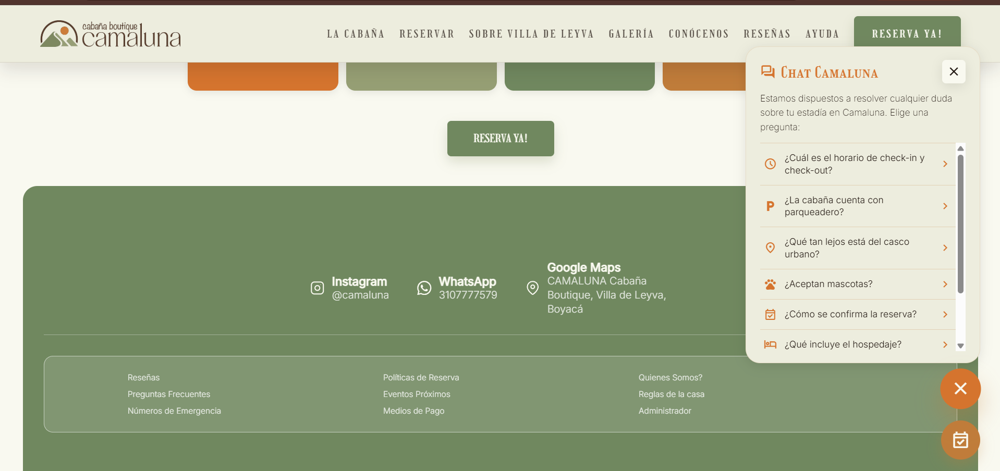 cabaña boutique
camaluna
LA CABAÑA
RESERVAR
SOBRE VILLA DE LEYVA
GALERÍA
CONÓCENOS
RESEÑAS
AYUDA
RESERVA YA!
Chat Camaluna
Estamos dispuestos a resolver cualquier duda
sobre tu estadía en Camaluna. Elige una
pregunta:
¿Cuál es el horario de check-in y
check-out?
P
¿La cabaña cuenta con
parqueadero?
¿Qué tan lejos está del casco
urbano?
¿Aceptan mascotas?
¿Cómo se confirma la reserva?
¿Qué incluye el hospedaje?
RESERVA YA!
Instagram
@camaluna
WhatsApp
3107777579
Google Maps
CAMALUNA Cabaña
Boutique, Villa de Leyva,
Boyacá
Reseñas
Preguntas Frecuentes
Números de Emergencia
Políticas de Reserva
Eventos Próximos
Medios de Pago
Quienes Somos?
Reglas de la casa
Administrador